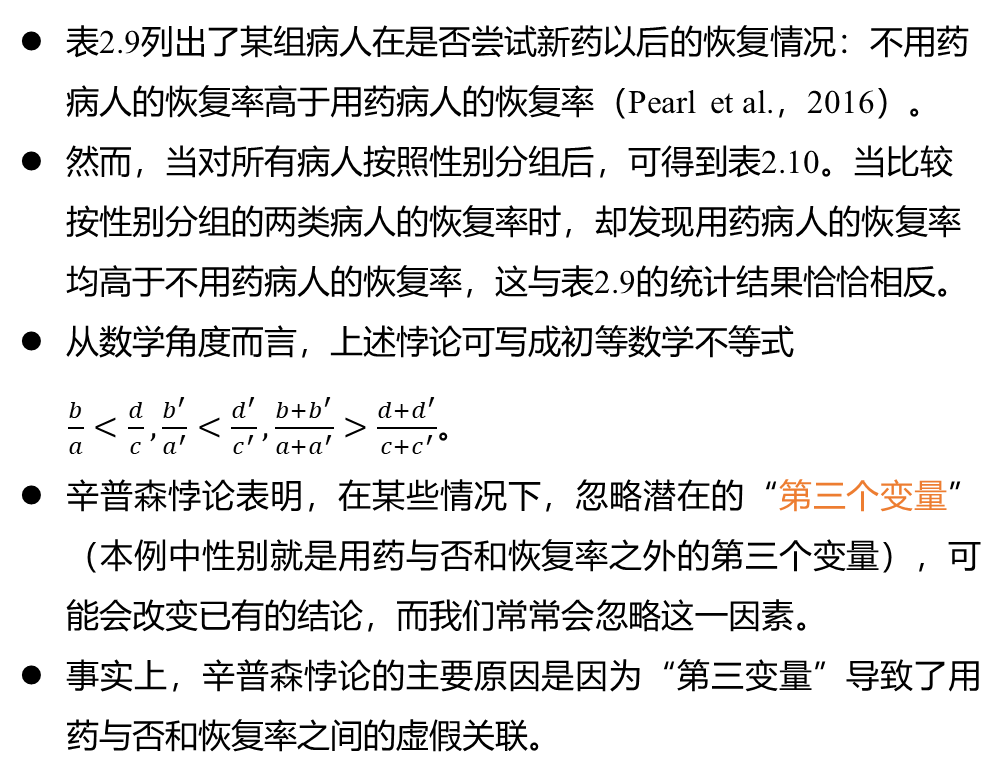 ● 表2.9列出了某组病人在是否尝试新药以后的恢复情况：不用药
病人的恢复率高于用药病人的恢复率（Pearl et al.，2016）。
● 然而，当对所有病人按照性别分组后，可得到表2.10。当比较
按性别分组的两类病人的恢复率时，却发现用药病人的恢复率
均高于不用药病人的恢复率，这与表2.9的统计结果恰恰相反。
● 从数学角度而言，上述悖论可写成初等数学不等式
b/a < d/c, b′/a′ < d′/c′, (b+b′)/(a+a′) > (d+d′)/(c+c′)。
● 辛普森悖论表明，在某些情况下，忽略潜在的“第三个变量”
（本例中性别就是用药与否和恢复率之外的第三个变量），可
能会改变已有的结论，而我们常常会忽略这一因素。
● 事实上，辛普森悖论的主要原因是因为“第三变量”导致了用
药与否和恢复率之间的虚假关联。